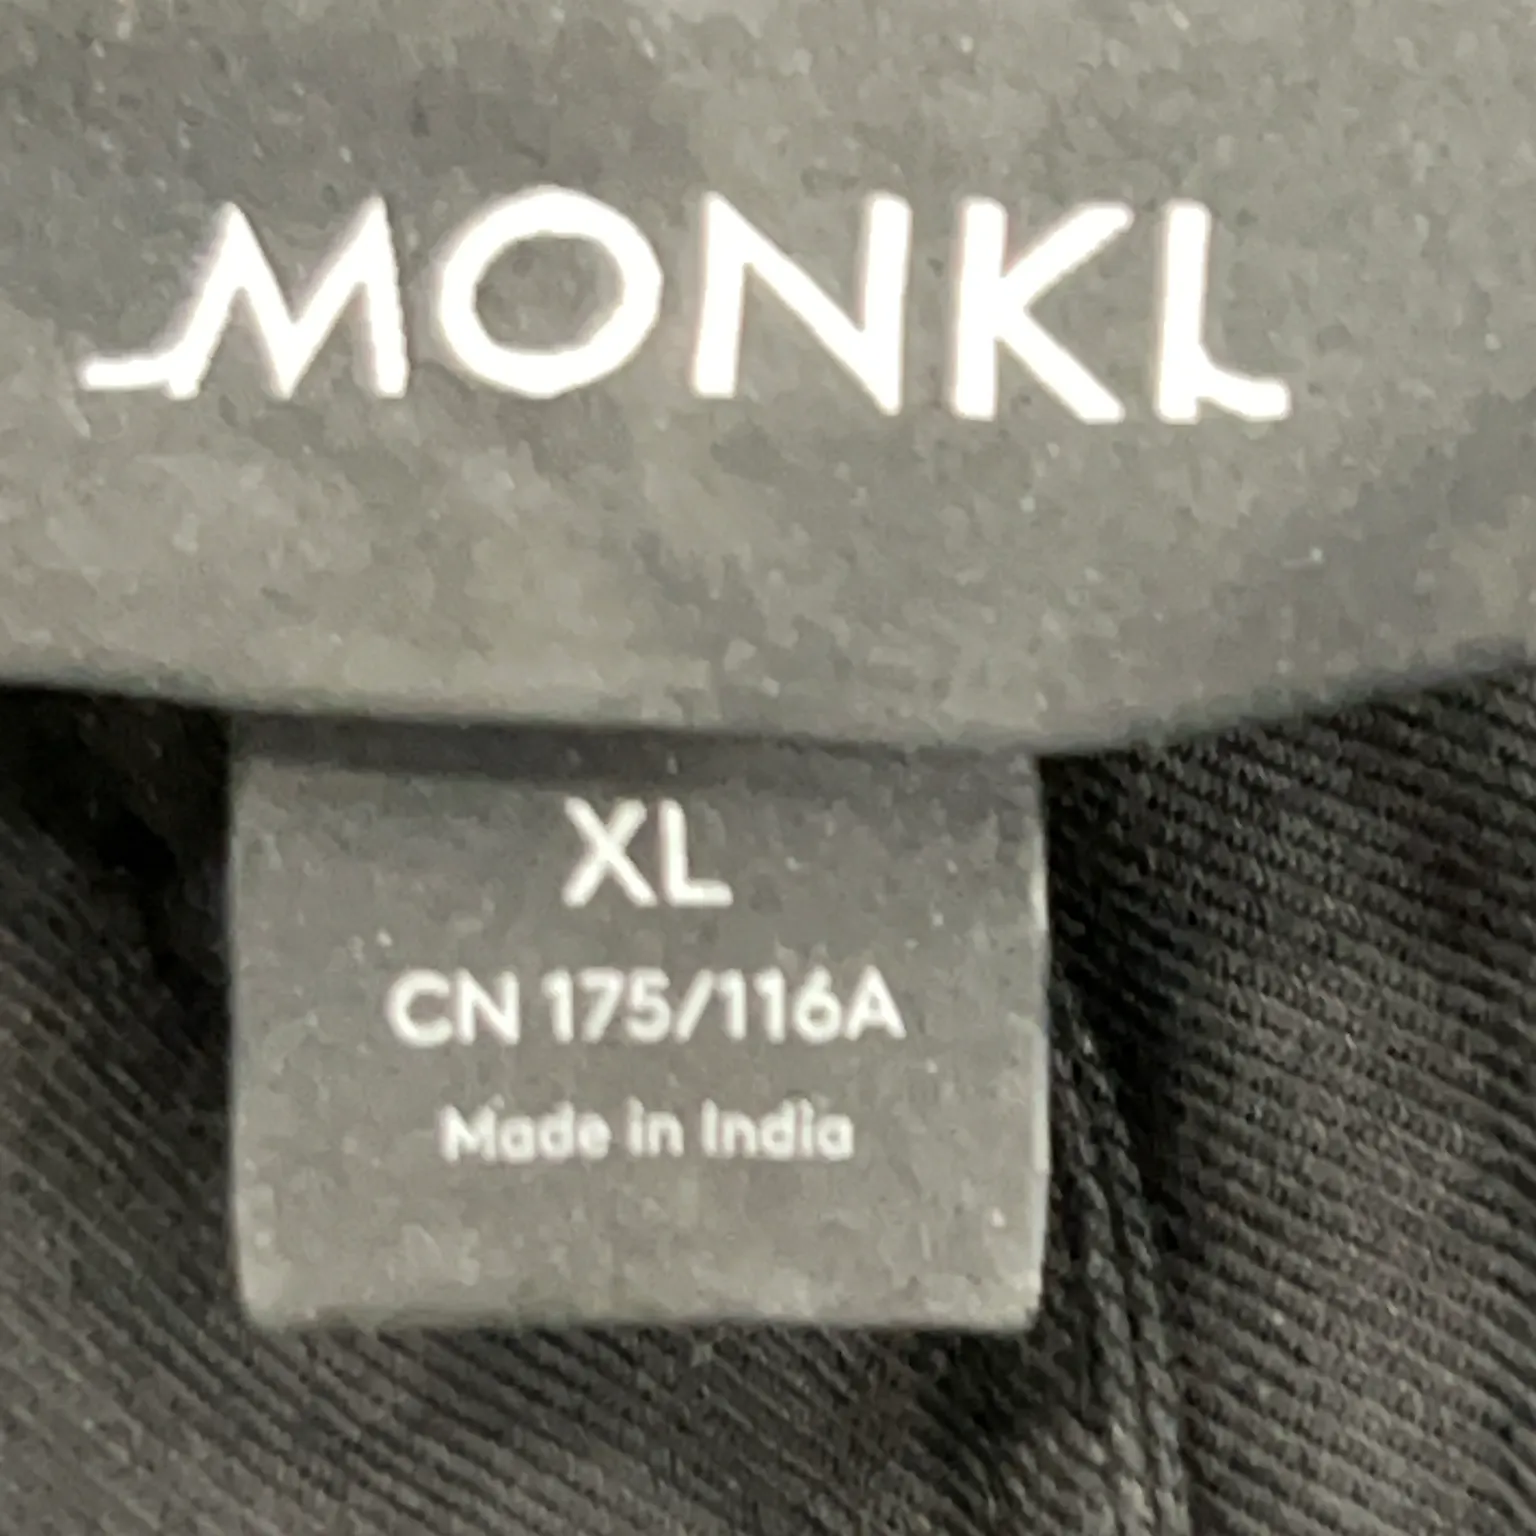 MONKI
XL
CN 175/116A
Made in India